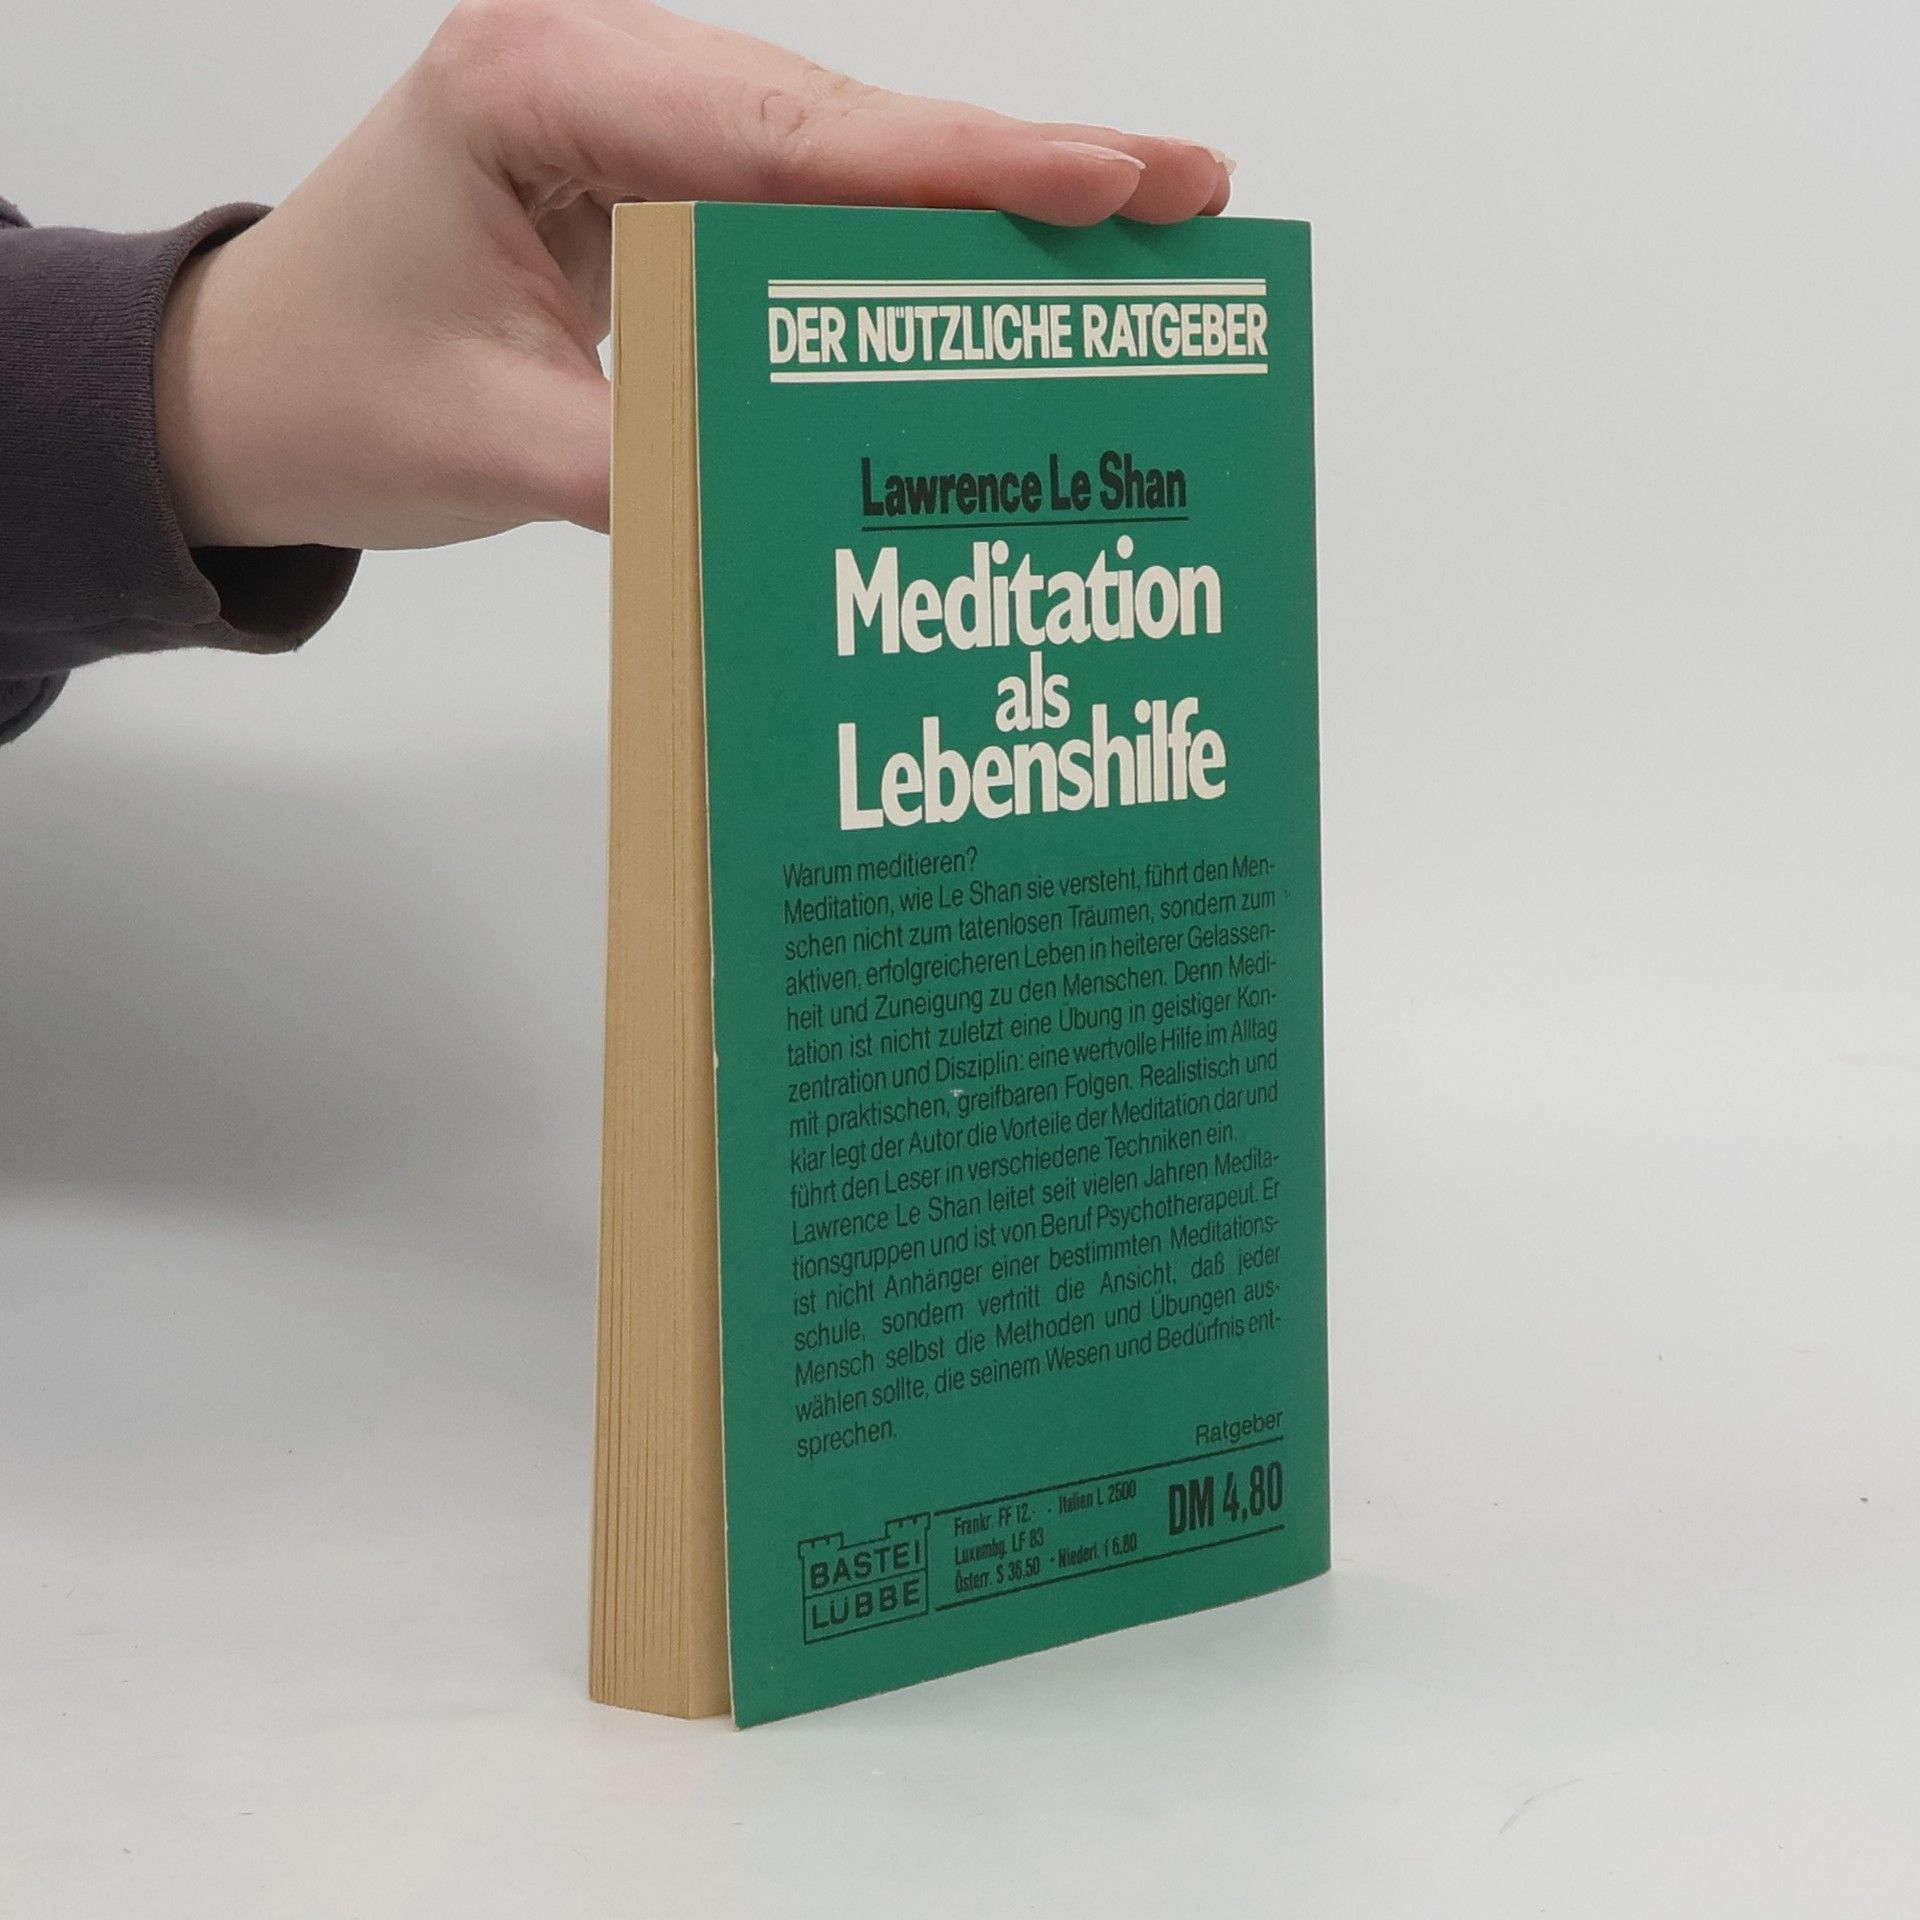 DER NÜTZLICHE RATGEBER
Lawrence Le Shan
Meditation
als
Lebenshilfe
Warum meditieren?
Meditation, wie Le Shan sie versteht, führt den Men-
schen nicht zum tatenlosen Träumen, sondern zum
aktiven, erfolgreicheren Leben in heiterer Gelassen-
heit und Zuneigung zu den Menschen. Denn Medi-
tation ist nicht zuletzt eine Übung in geistiger Kon-
zentration und Disziplin: eine wertvolle Hilfe im Alltag
mit praktischen, greifbaren Folgen. Realistisch und
klar legt der Autor die Vorteile der Meditation dar und
führt den Leser in verschiedene Techniken ein.
Lawrence Le Shan leitet seit vielen Jahren Medita-
tionsgruppen und ist von Beruf Psychotherapeut. Er
ist nicht Anhänger einer bestimmten Meditations-
schule, sondern vertritt die Ansicht, daß jeder
Mensch selbst die Methoden und Übungen aus-
wählen sollte, die seinem Wesen und Bedürfnis ent-
sprechen.
Ratgeber
BASTEI
LÜBBE
Frankr. FF 12.- · Italien L 2500
Luxembg. LF 83
Österr. S 36.50 · Niederl. f 6.80
DM 4.80